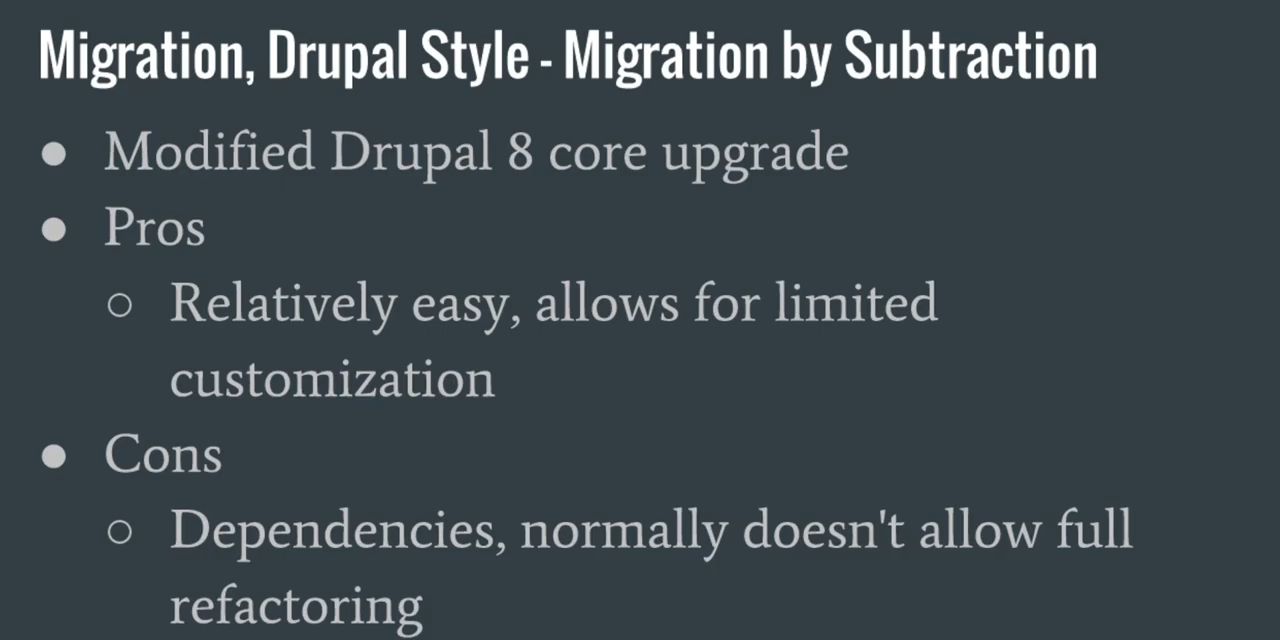 Migration, Drupal Style - Migration by Subtraction
● Modified Drupal 8 core upgrade
● Pros
○ Relatively easy, allows for limited
customization
● Cons
○ Dependencies, normally doesn't allow full
refactoring